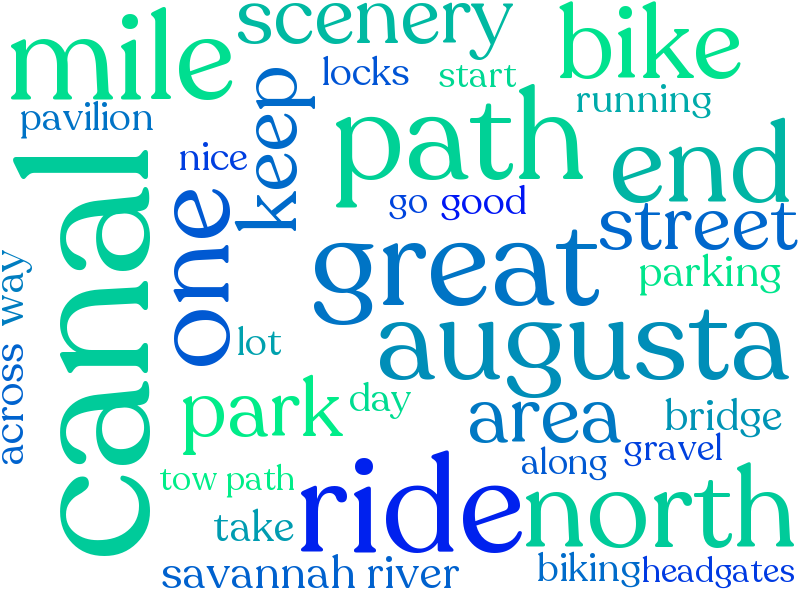 scenery
mile
bike
locks
start
keep
running
pavilion
path
nice
end
canal
one
go
good
street
great
parking
across way
augusta
lot
park
day
area
bridge
along
gravel
ride
north
tow path
take
savannah river
biking
headgates